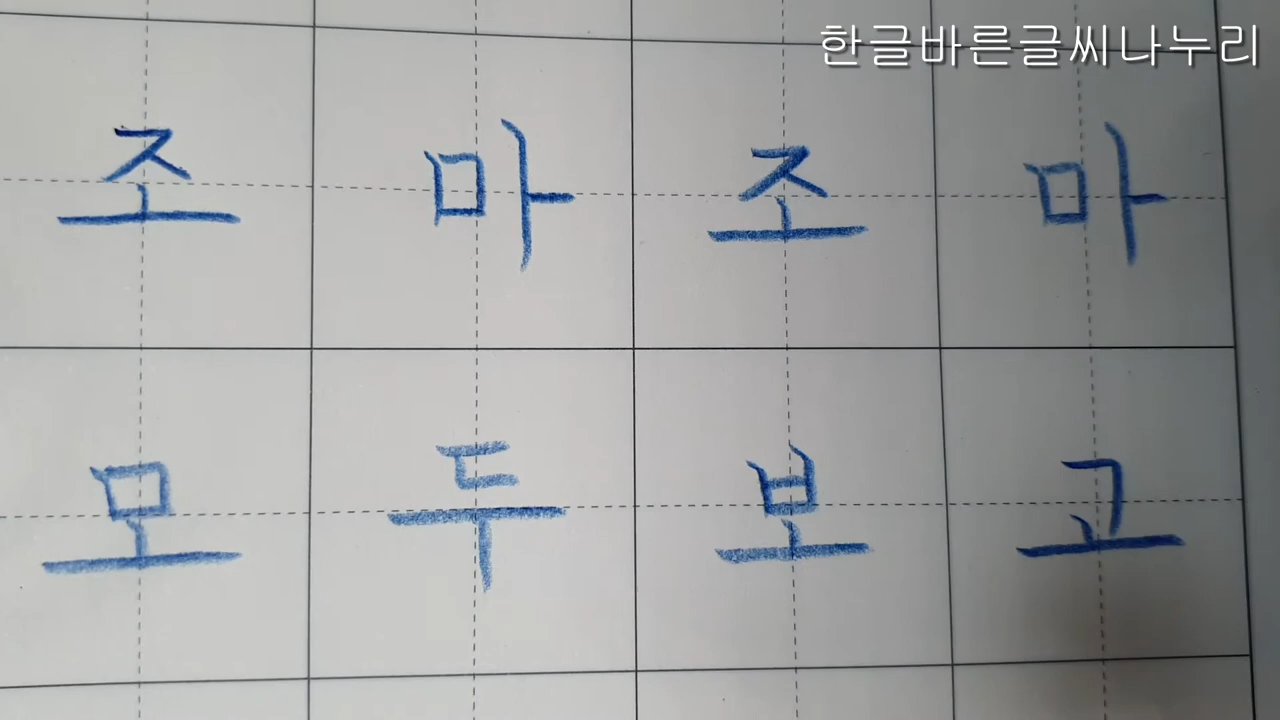 한글바른글씨나누리
조 마 조 마
모 두 보 고